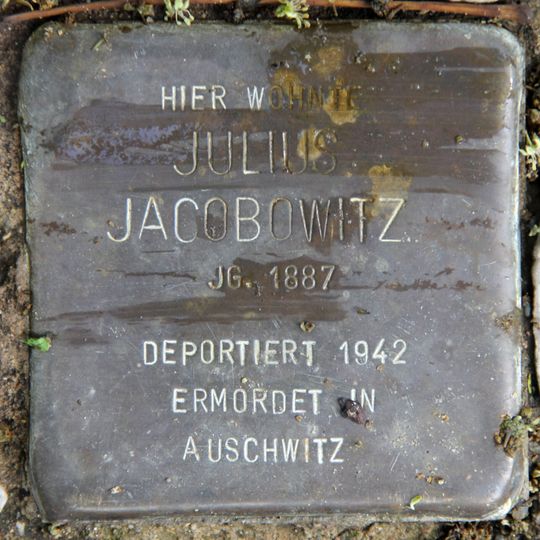 HIER WOHNTE
JULIUS
JACOBOWITZ
JG. 1887
DEPORTIERT 1942
ERMORDET IN
AUSCHWITZ